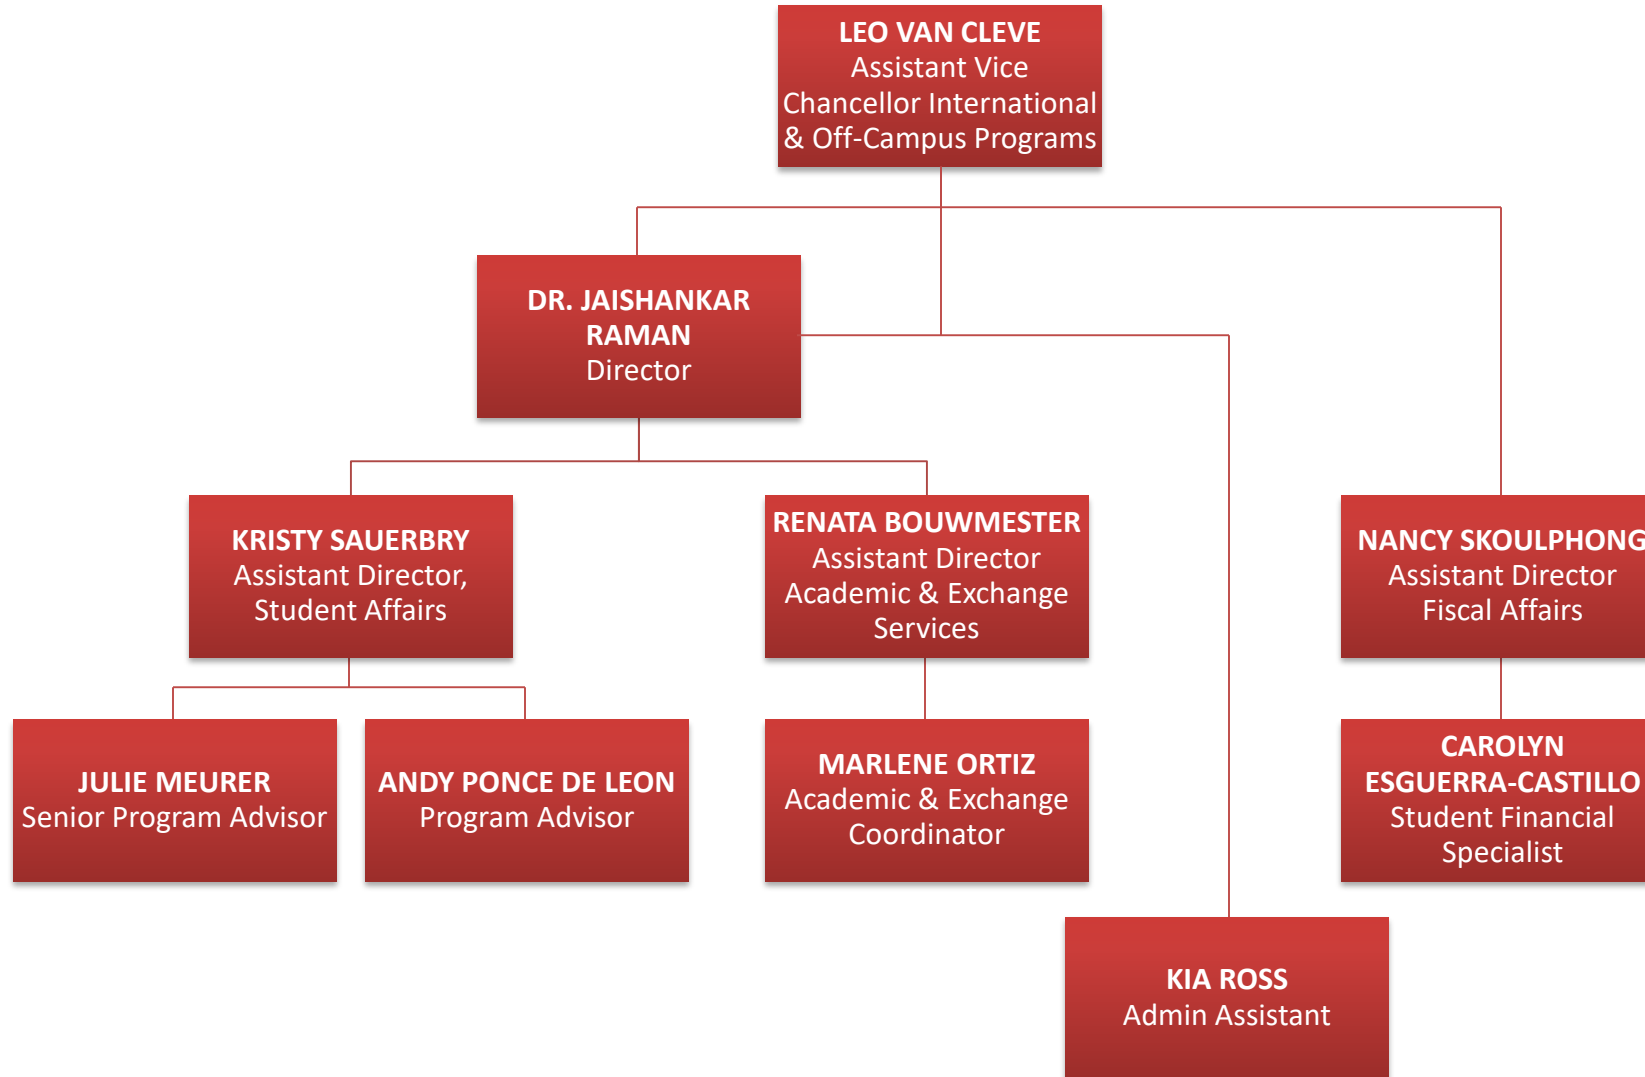 LEO VAN CLEVE
Assistant Vice
Chancellor International
& Off-Campus Programs
DR. JAISHANKAR
RAMAN
Director
KRISTY SAUERBRY
Assistant Director,
Student Affairs
RENATA BOUWMESTER
Assistant Director
Academic & Exchange
Services
NANCY SKOULPHONG
Assistant Director
Fiscal Affairs
JULIE MEURER
Senior Program Advisor
ANDY PONCE DE LEON
Program Advisor
MARLENE ORTIZ
Academic & Exchange
Coordinator
CAROLYN
ESGUERRA-CASTILLO
Student Financial
Specialist
KIA ROSS
Admin Assistant